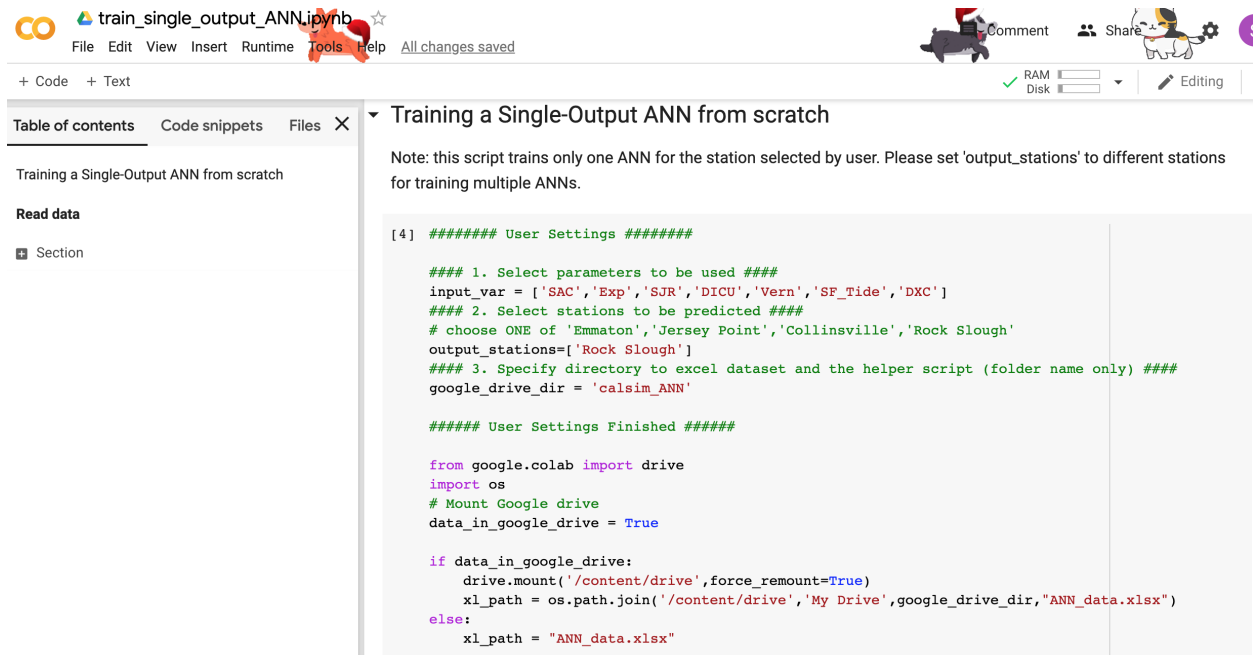 train_single_output_ANN.ipynb
File Edit View Insert Runtime Tools Help All changes saved
Comment Share
+ Code + Text
RAM
Disk
Editing
Table of contents Code snippets Files
Training a Single-Output ANN from scratch
Read data
Section
Training a Single-Output ANN from scratch
Note: this script trains only one ANN for the station selected by user. Please set 'output_stations' to different stations
for training multiple ANNs.
[4] ######## User Settings ########
#### 1. Select parameters to be used ####
input_var = ['SAC','Exp','SJR','DICU','Vern','SF_Tide','DXC']
#### 2. Select stations to be predicted ####
# choose ONE of 'Emmaton','Jersey Point','Collinsville','Rock Slough'
output_stations=['Rock Slough']
#### 3. Specify directory to excel dataset and the helper script (folder name only) ####
google_drive_dir = 'calsim_ANN'
###### User Settings Finished ######
from google.colab import drive
import os
# Mount Google drive
data_in_google_drive = True
if data_in_google_drive:
    drive.mount('/content/drive',force_remount=True)
    xl_path = os.path.join('/content/drive','My Drive',google_drive_dir,"ANN_data.xlsx")
else:
    xl_path = "ANN_data.xlsx"